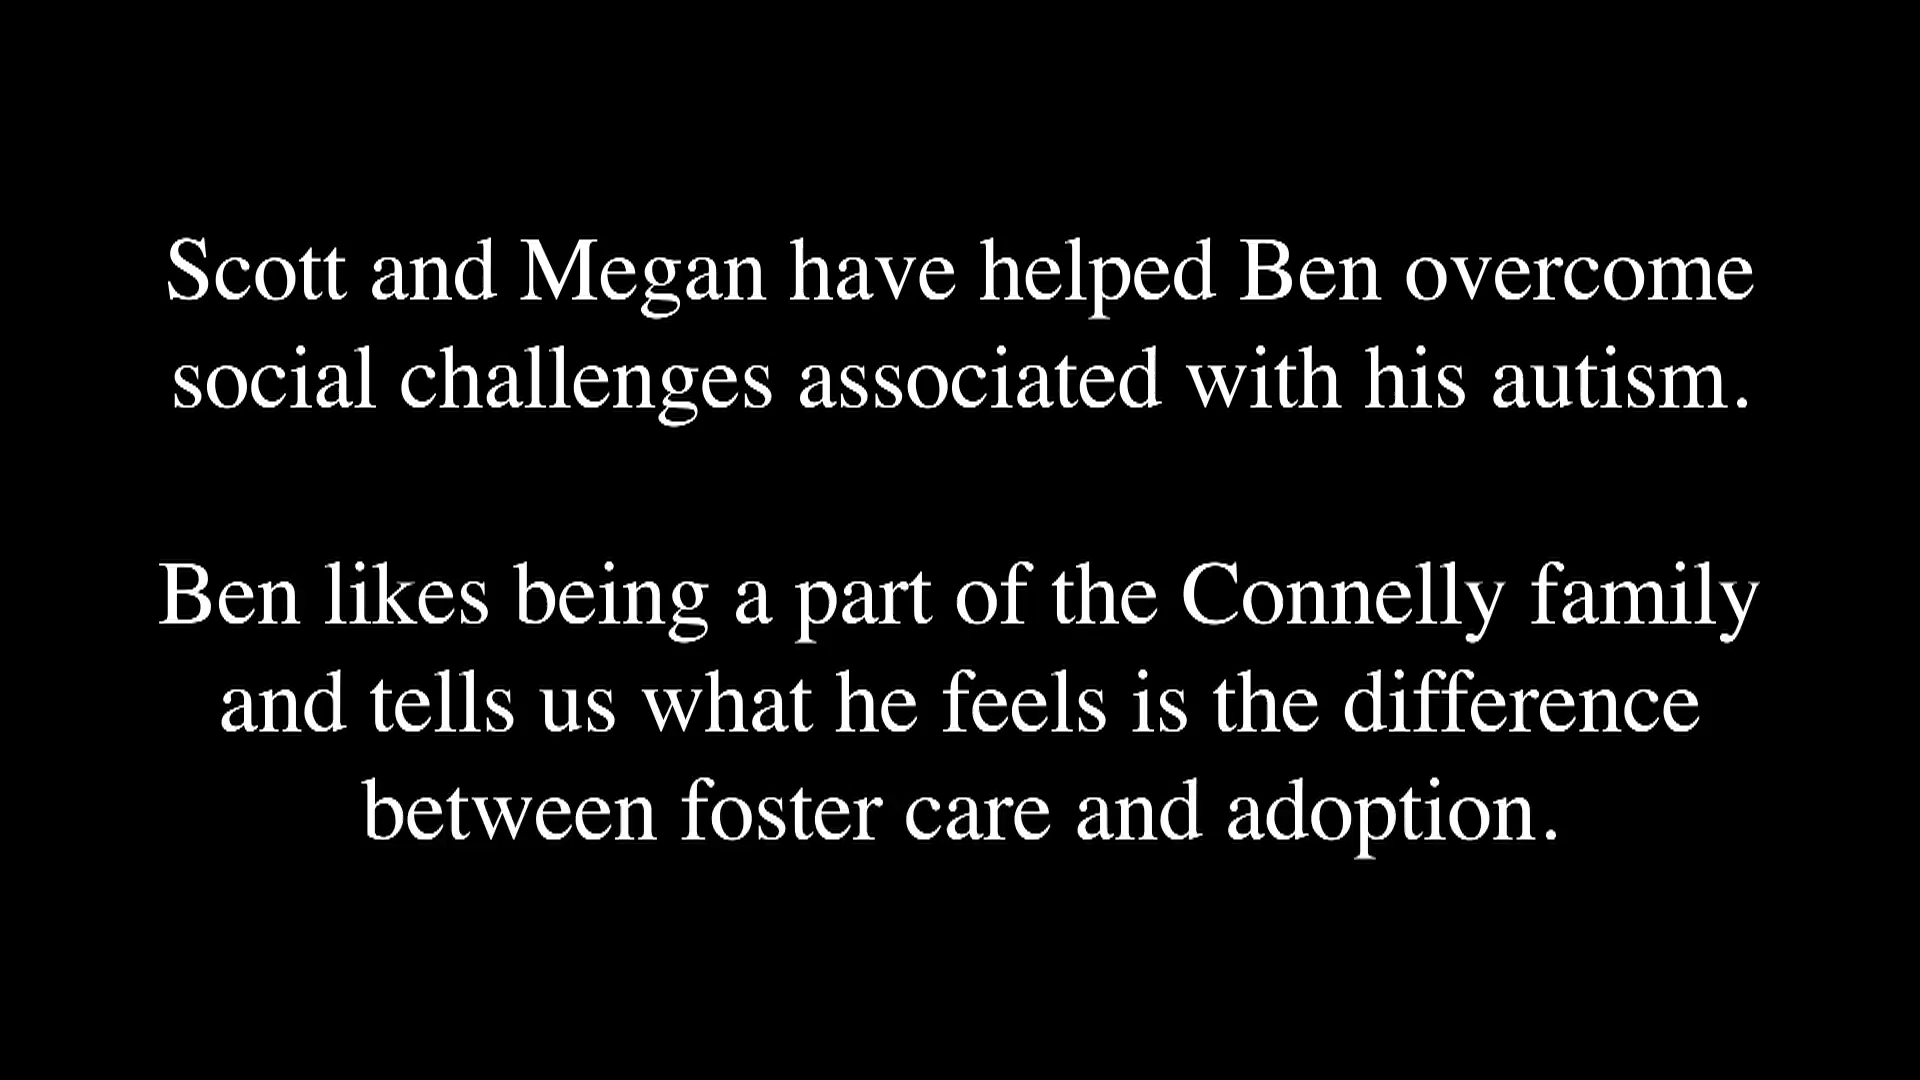 Scott and Megan have helped Ben overcome
social challenges associated with his autism.
Ben likes being a part of the Connelly family
and tells us what he feels is the difference
between foster care and adoption.